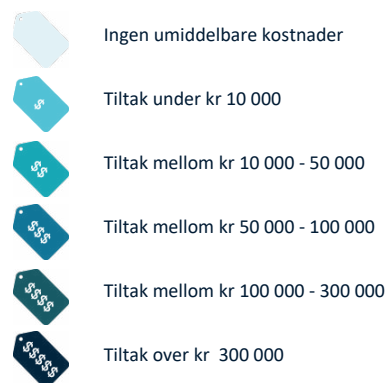 Ingen umiddelbare kostnader
$
Tiltak under kr 10 000
$$
Tiltak mellom kr 10 000 - 50 000
$$$
Tiltak mellom kr 50 000 - 100 000
$$$$
Tiltak mellom kr 100 000 - 300 000
$$$$$
Tiltak over kr  300 000